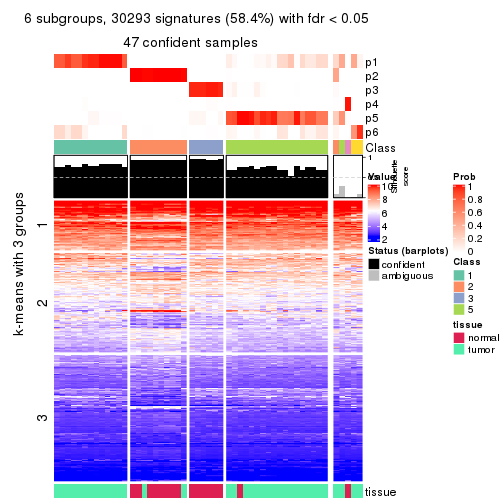 6 subgroups, 30293 signatures (58.4%) with fdr < 0.05
47 confident samples
p1
p2
p3
p4
p5
p6
Class
1
Silhouette
score
k-means with 3 groups
1
2
3
tissue
Value
10
8
6
4
2
Status (barplots)
confident
ambiguous
Prob
1
0.8
0.6
0.4
0.2
0
Class
1
2
3
5
tissue
normal
tumor